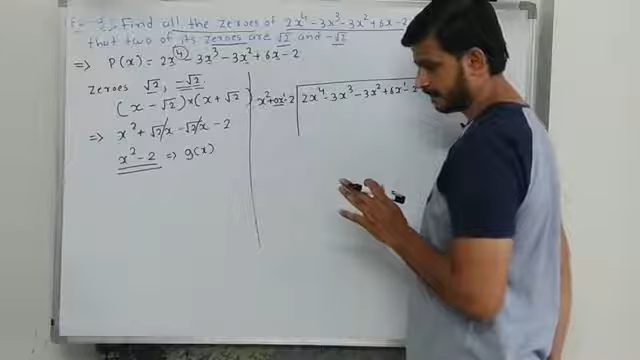 Find all the zeroes of 2x⁴-3x³-3x²+6x-2
that two of its zeroes are √2 and -√2
=> P(x) = 2x⁴-3x³-3x²+6x-2
Zeroes √2, -√2
(x-√2)×(x+√2)
=> x²+√2x-√2x-2
x²-2 => g(x)
x²+0x-2 2x⁴-3x³-3x²+6x